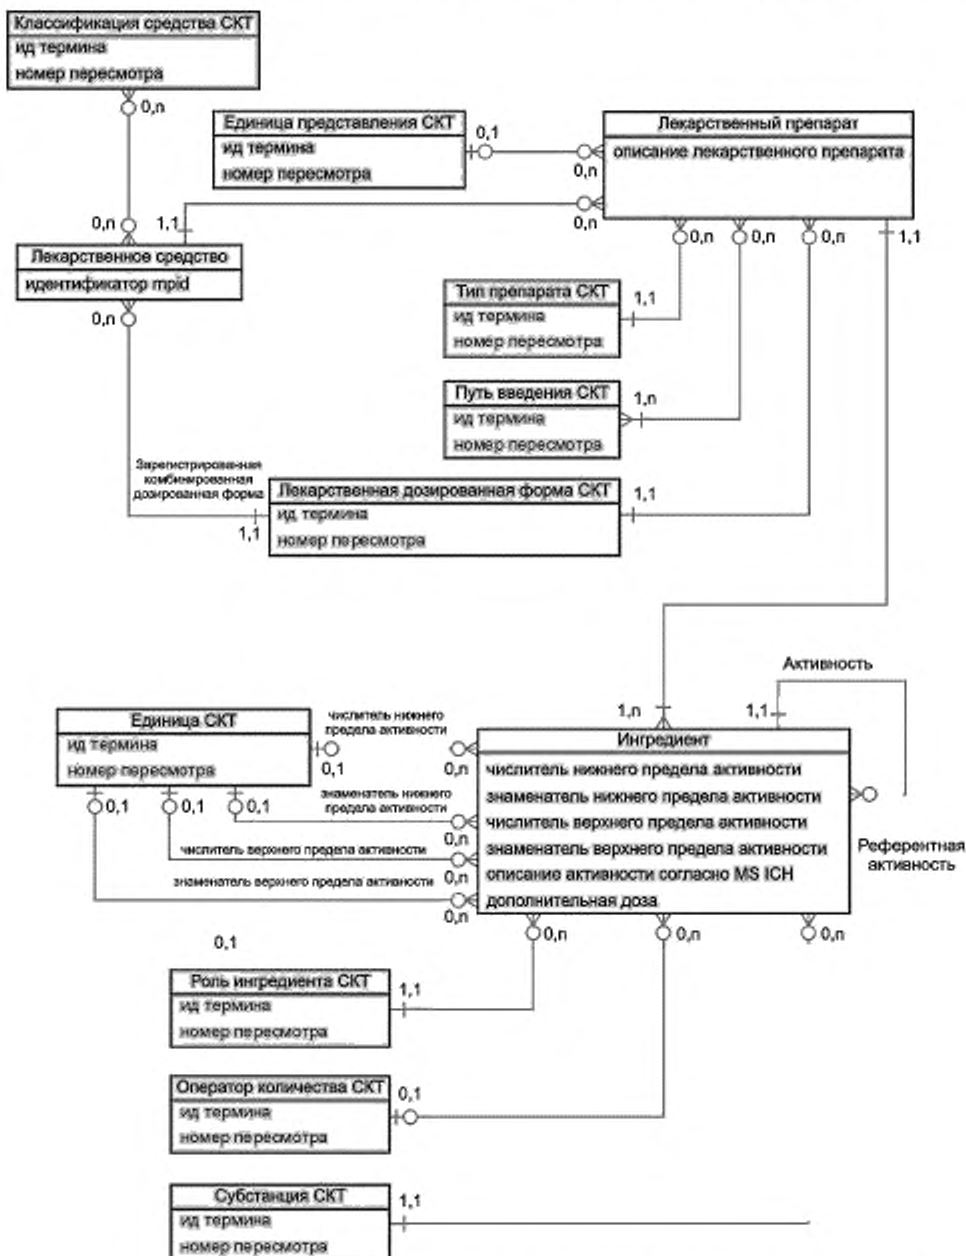 Классификация средства СКТ
ид термина
номер пересмотра
0,n
Единица представления СКТ
ид термина
номер пересмотра
0,1
0,n
Лекарственный препарат
описание лекарственного препарата
0,n
1,1
0,n
Лекарственное средство
идентификатор mpid
0,n
0,n
0,n
0,n
1,1
Тип препарата СКТ
ид термина
номер пересмотра
1,1
Путь введения СКТ
ид термина
номер пересмотра
1,n
Зарегистрированная
комбинированная
дозированная форма
1,1
Лекарственная дозированная форма СКТ
ид термина
номер пересмотра
1,1
Активность
1,n
1,1
Единица СКТ
ид термина
номер пересмотра
числитель нижнего
предела активности
0,1
0,n
0,1
0,1
0,1
знаменатель нижнего
предела активности
0,n
числитель верхнего предела активности
0,n
знаменатель верхнего предела активности
0,n
Ингредиент
числитель нижнего предела активности
знаменатель нижнего предела активности
числитель верхнего предела активности
знаменатель верхнего предела активности
описание активности согласно MS ICH
дополнительная доза
Референтная
активность
0,n
0,n
0,n
0,1
Роль ингредиента СКТ
ид термина
номер пересмотра
1,1
Оператор количества СКТ
ид термина
номер пересмотра
0,1
Субстанция СКТ
ид термина
номер пересмотра
1,1